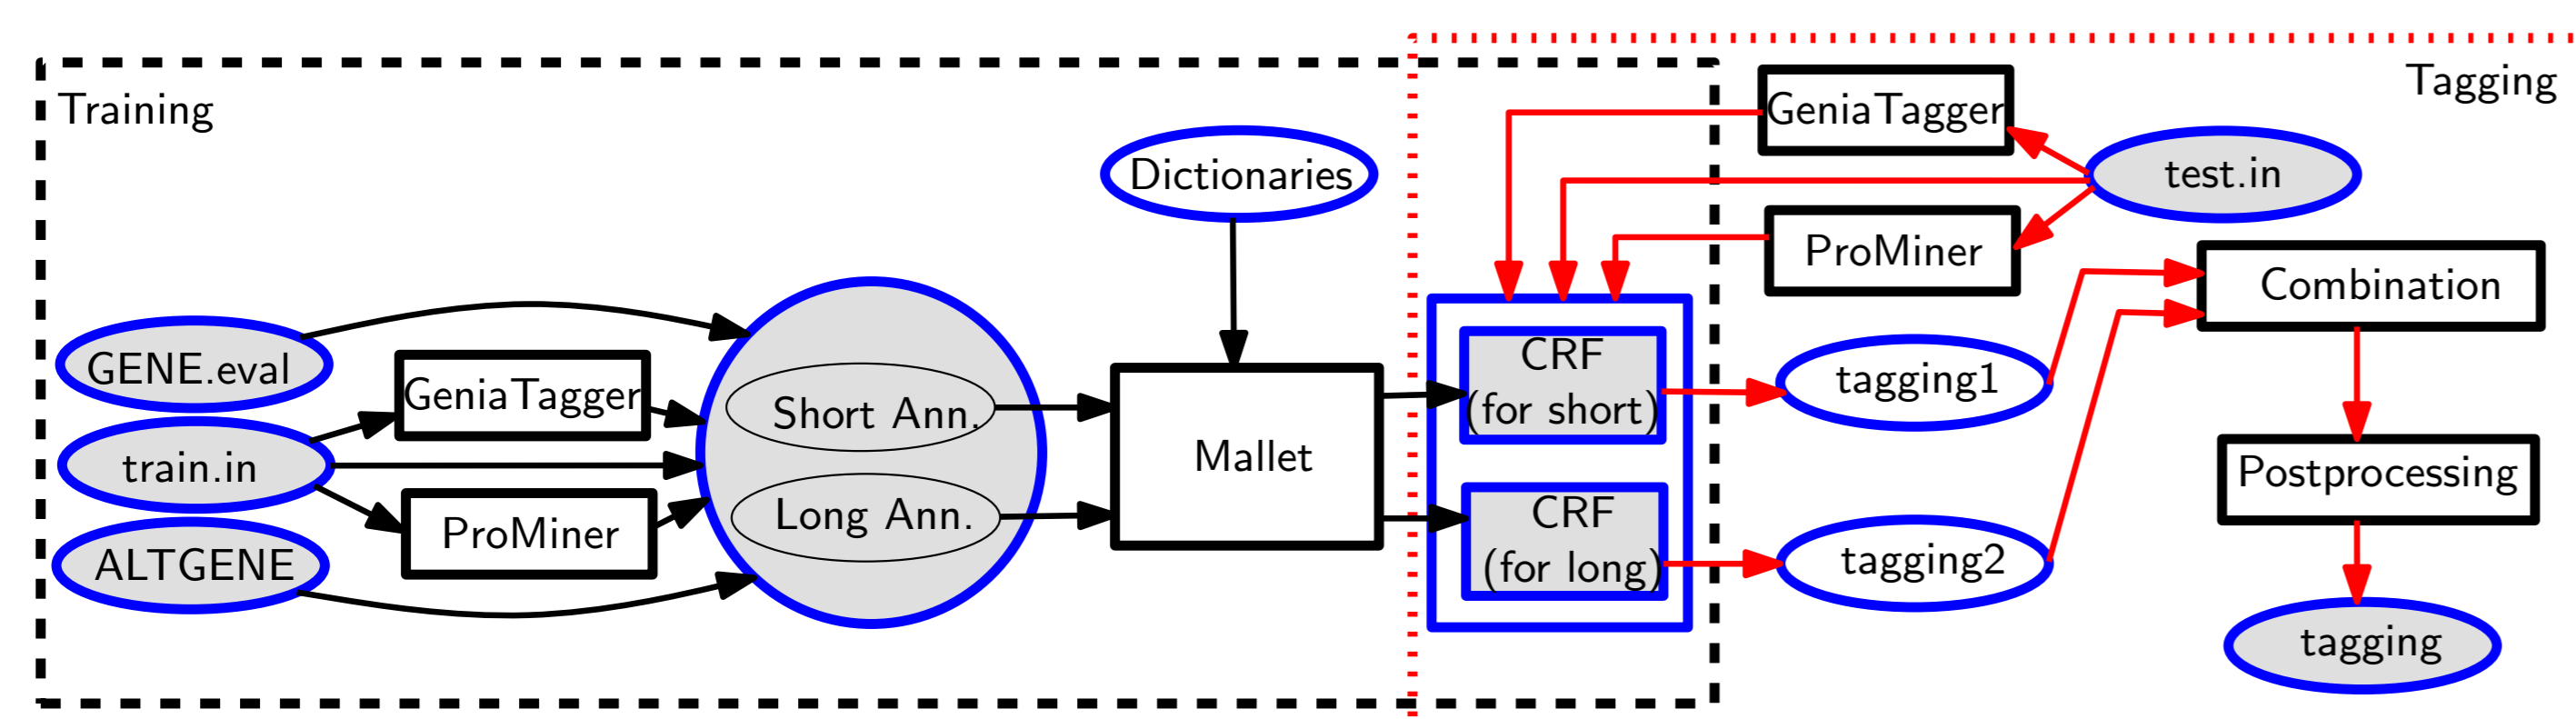 Training
Tagging
GENE.eval
train.in
ALTGENE
GeniaTagger
ProMiner
Short Ann.
Long Ann.
Dictionaries
Mallet
CRF
(for short)
CRF
(for long)
GeniaTagger
ProMiner
test.in
tagging1
tagging2
Combination
Postprocessing
tagging